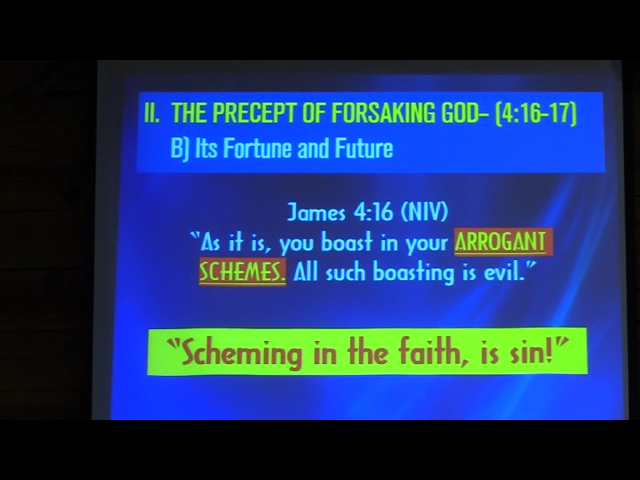 II. THE PRECEPT OF FORSAKING GOD– (4:16-17)
B) Its Fortune and Future
James 4:16 (NIV)
“As it is, you boast in your ARROGANT
SCHEMES. All such boasting is evil.”
“Scheming in the faith, is sin!”